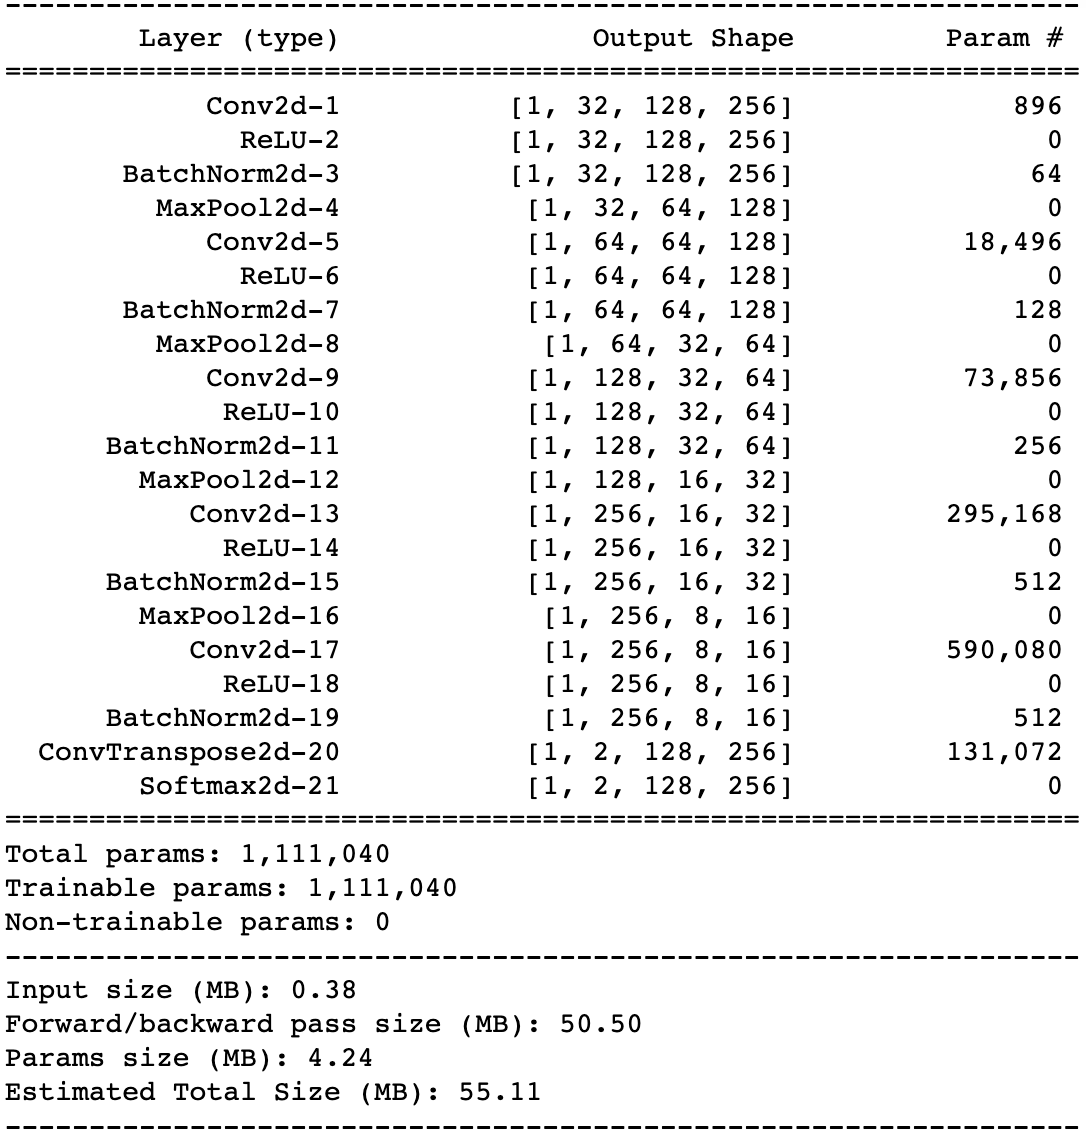 ----------------------------------------------------------------
Layer (type) Output Shape Param #
================================================================
Conv2d-1 [1, 32, 128, 256] 896
ReLU-2 [1, 32, 128, 256] 0
BatchNorm2d-3 [1, 32, 128, 256] 64
MaxPool2d-4 [1, 32, 64, 128] 0
Conv2d-5 [1, 64, 64, 128] 18,496
ReLU-6 [1, 64, 64, 128] 0
BatchNorm2d-7 [1, 64, 64, 128] 128
MaxPool2d-8 [1, 64, 32, 64] 0
Conv2d-9 [1, 128, 32, 64] 73,856
ReLU-10 [1, 128, 32, 64] 0
BatchNorm2d-11 [1, 128, 32, 64] 256
MaxPool2d-12 [1, 128, 16, 32] 0
Conv2d-13 [1, 256, 16, 32] 295,168
ReLU-14 [1, 256, 16, 32] 0
BatchNorm2d-15 [1, 256, 16, 32] 512
MaxPool2d-16 [1, 256, 8, 16] 0
Conv2d-17 [1, 256, 8, 16] 590,080
ReLU-18 [1, 256, 8, 16] 0
BatchNorm2d-19 [1, 256, 8, 16] 512
ConvTranspose2d-20 [1, 2, 128, 256] 131,072
Softmax2d-21 [1, 2, 128, 256] 0
================================================================
Total params: 1,111,040
Trainable params: 1,111,040
Non-trainable params: 0
----------------------------------------------------------------
Input size (MB): 0.38
Forward/backward pass size (MB): 50.50
Params size (MB): 4.24
Estimated Total Size (MB): 55.11
----------------------------------------------------------------